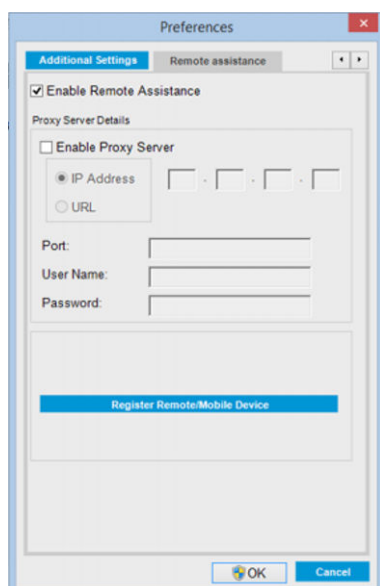 Preferences
Additional Settings Remote assistance
Enable Remote Assistance
Proxy Server Details
Enable Proxy Server
IP Address
URL
Port:
User Name:
Password:
Register Remote/Mobile Device
OK Cancel